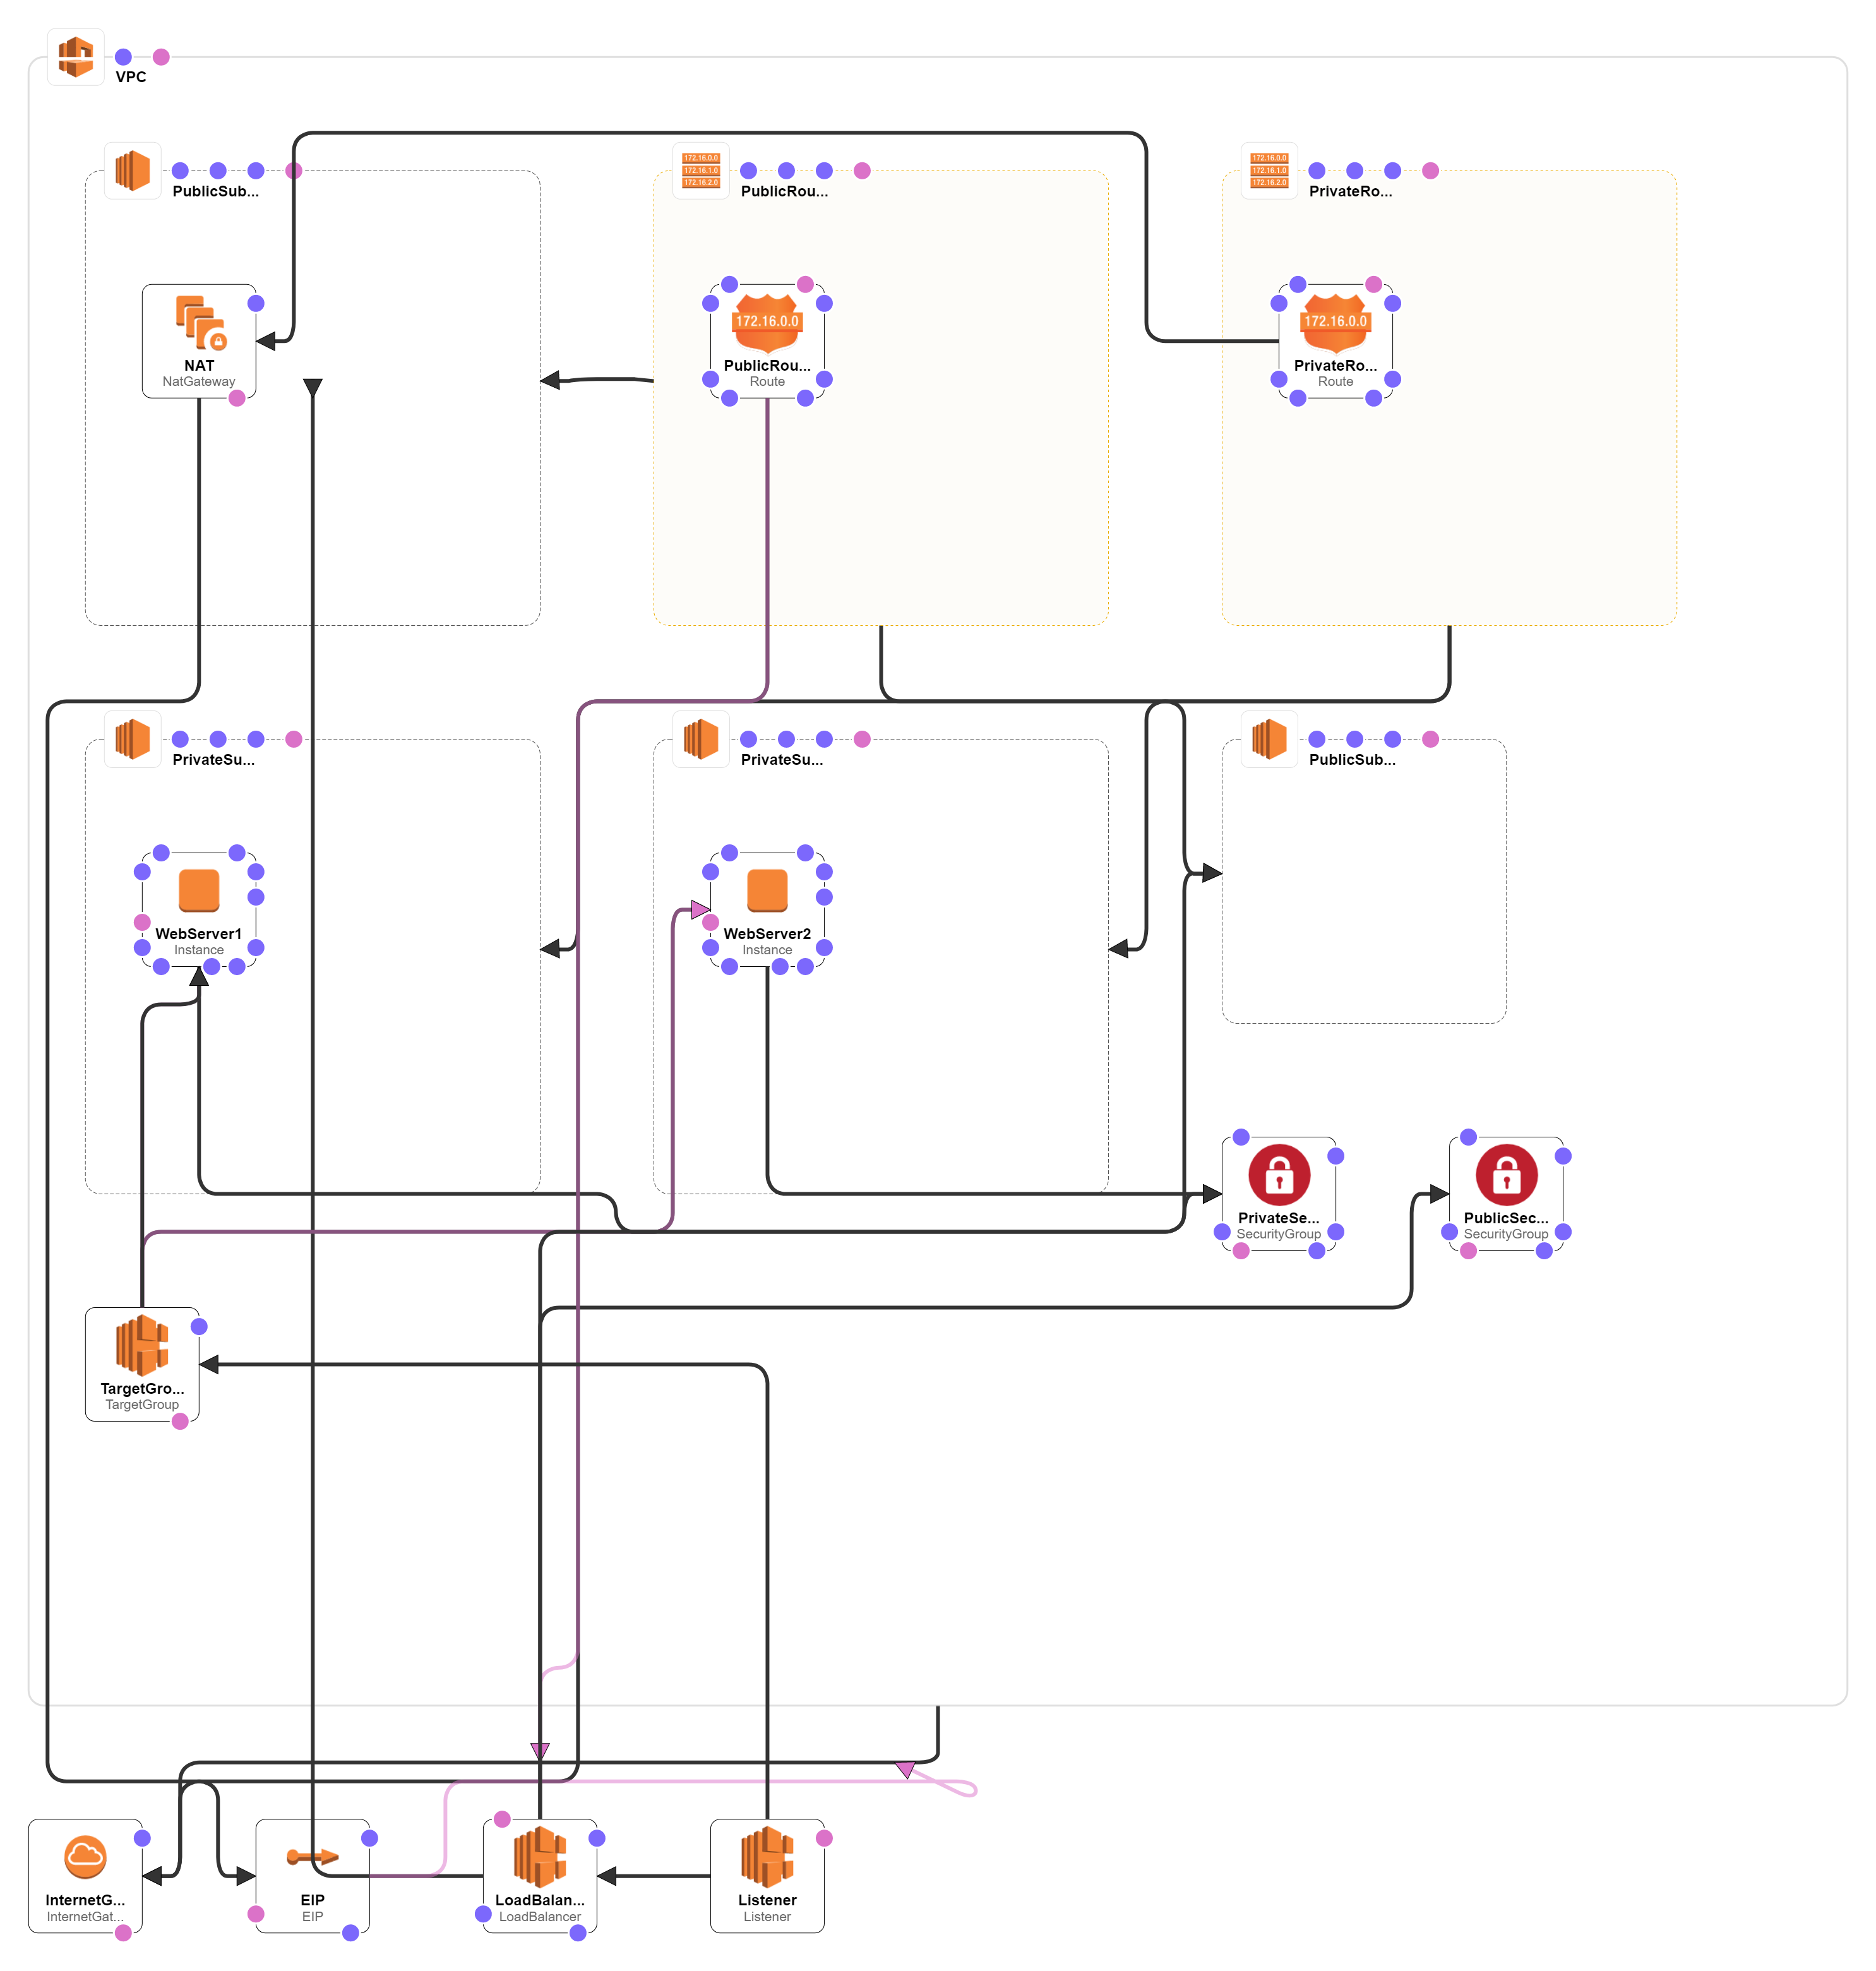 VPC
PublicSub...
172.16.0.0
172.16.1.0
172.16.2.0
PublicRou...
172.16.0.0
172.16.1.0
172.16.2.0
PrivateRo...
NAT
NatGateway
172.16.0.0
PublicRou...
Route
172.16.0.0
PrivateRo...
Route
PrivateSu...
PrivateSu...
PublicSub...
WebServer1
Instance
WebServer2
Instance
PrivateSe...
SecurityGroup
PublicSec...
SecurityGroup
TargetGro...
TargetGroup
InternetG...
InternetGat...
EIP
EIP
LoadBalan...
LoadBalancer
Listener
Listener